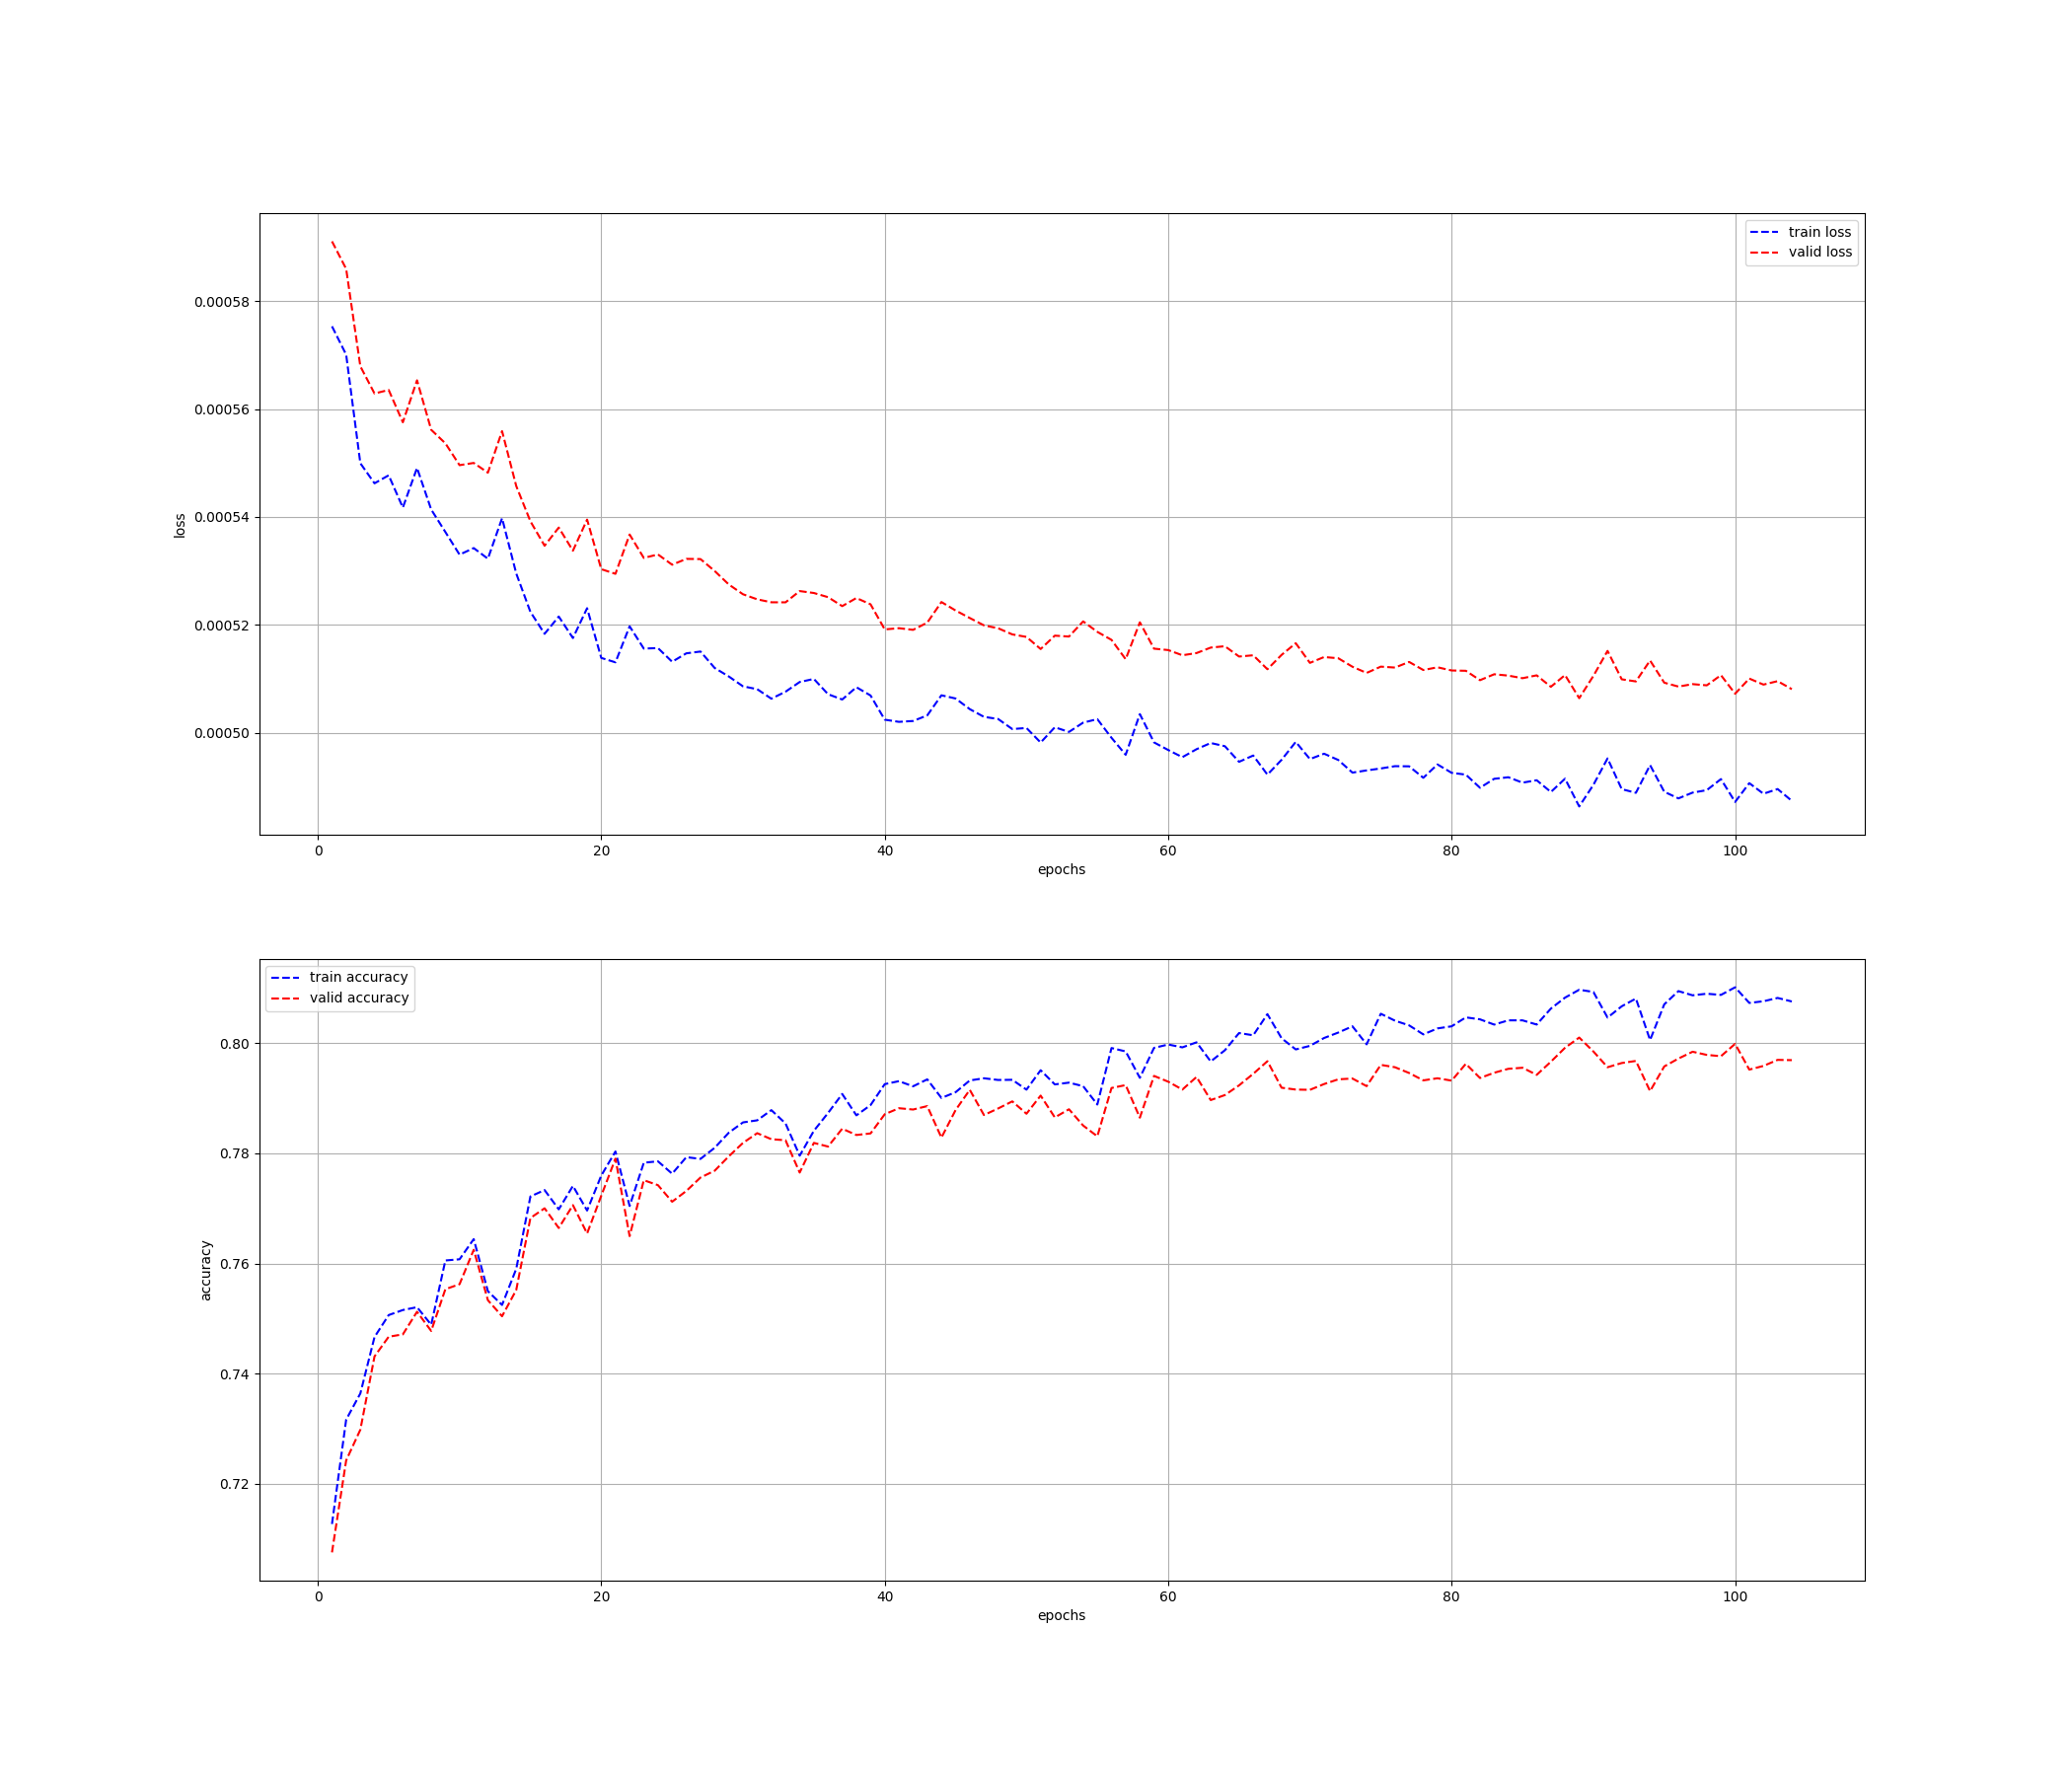 train loss
valid loss
0.00058
0.00056
0.00054
0.00052
0.00050
loss
0 20 40 60 80 100
epochs
train accuracy
valid accuracy
0.80
0.78
0.76
0.74
0.72
accuracy
0 20 40 60 80 100
epochs